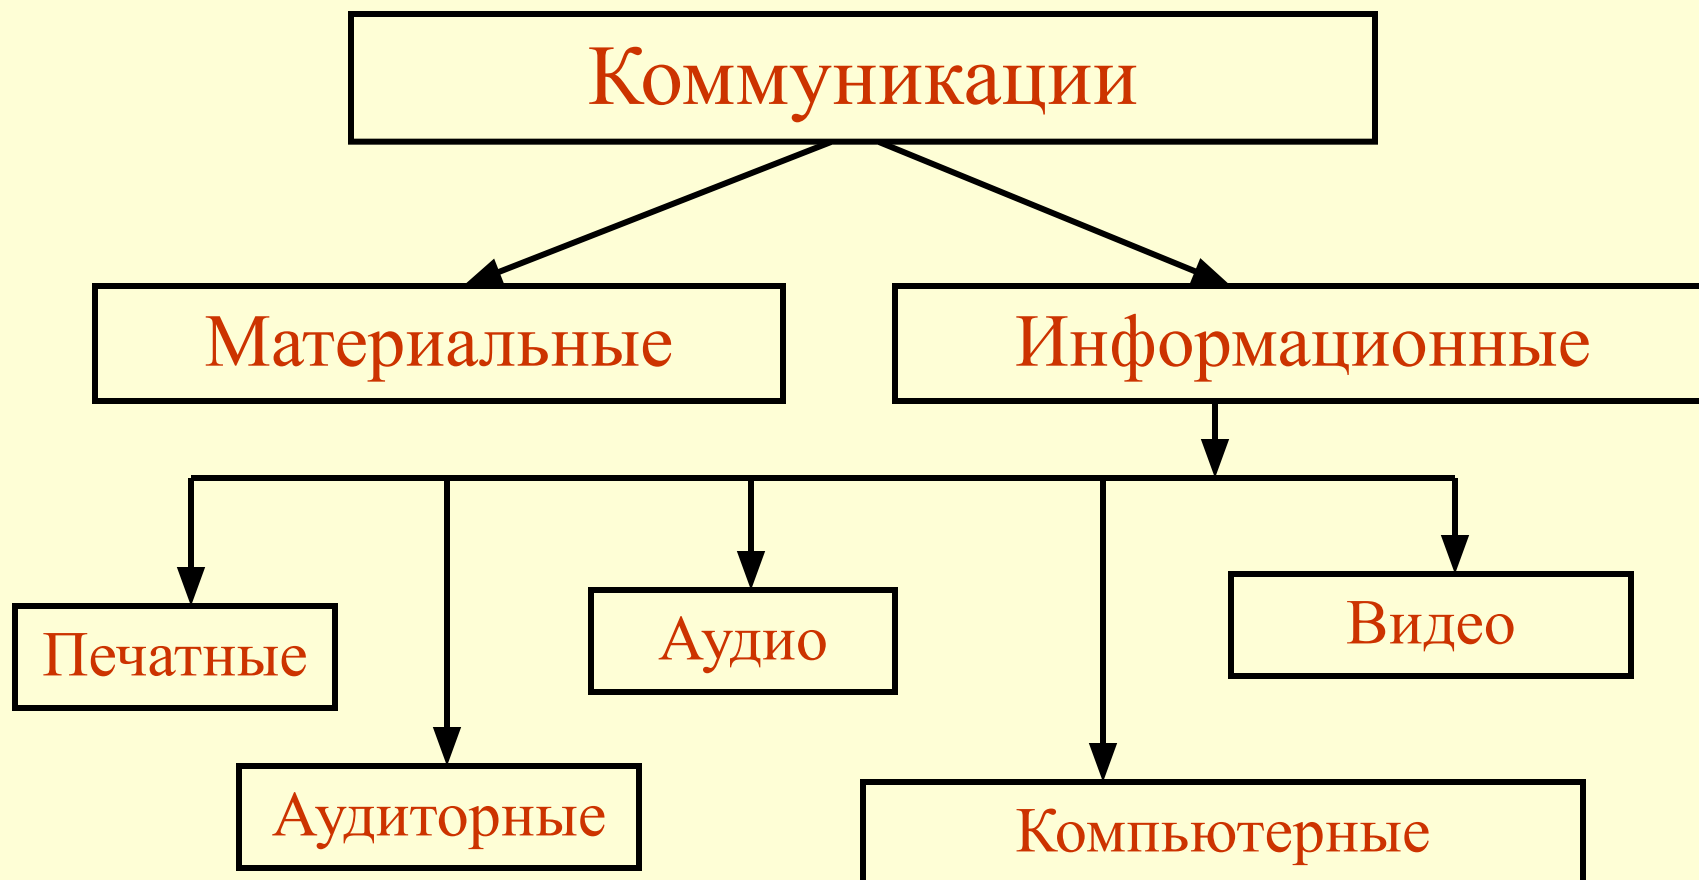 Коммуникации
Материальные
Информационные
Печатные
Аудио
Видео
Аудиторные
Компьютерные